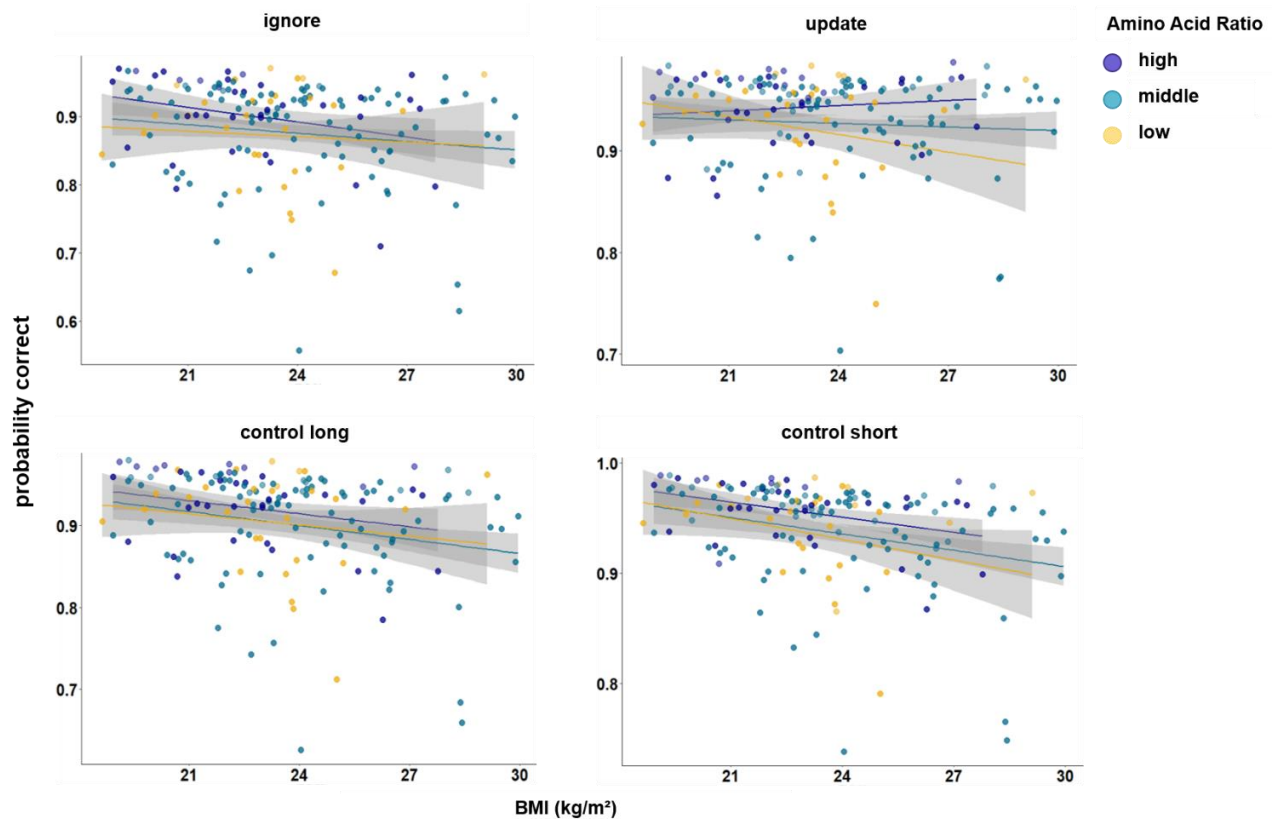 ignore
update
Amino Acid Ratio
high
middle
low
probability correct
0.9
0.8
0.7
0.6
21 24 27 30
0.9
0.8
0.7
21 24 27 30
control long
control short
0.9
0.8
0.7
21 24 27 30
1.0
0.9
0.8
21 24 27 30
BMI (kg/m²)